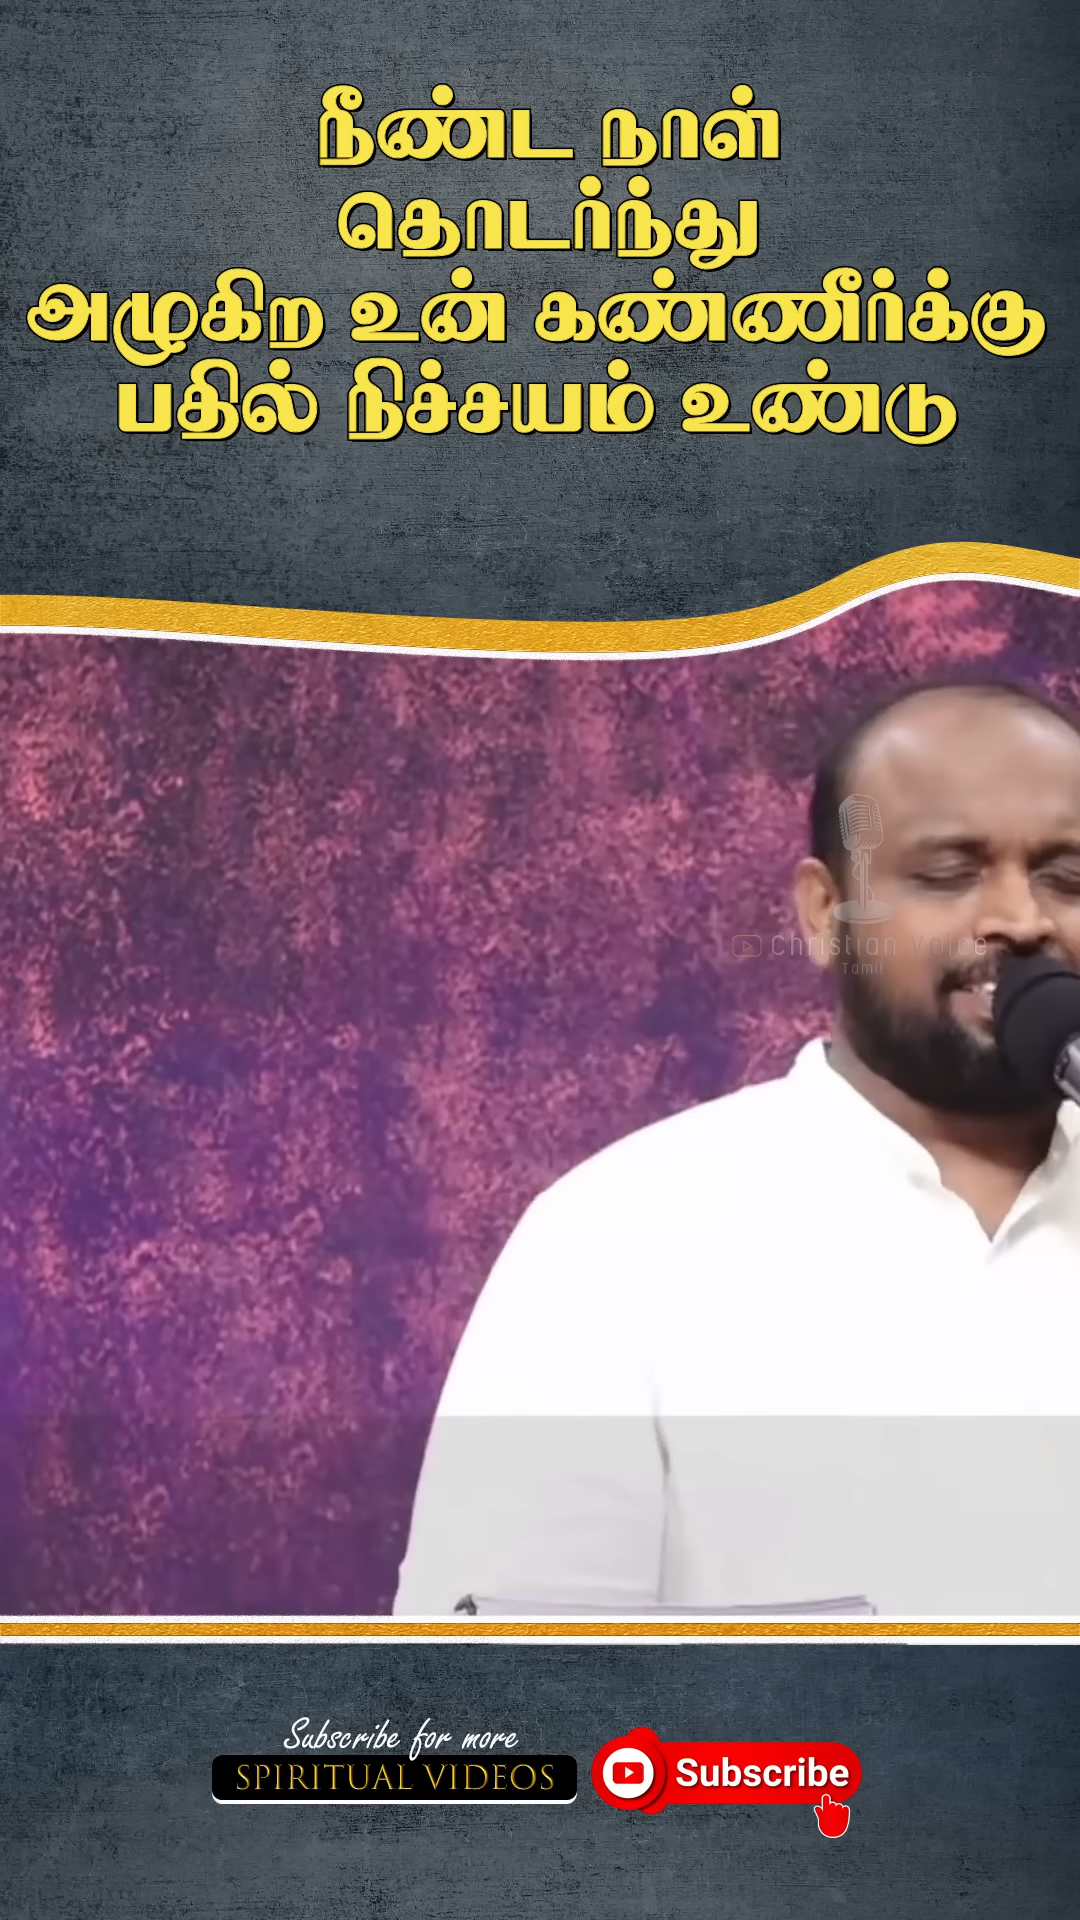 நீண்ட நாள்
தொடர்ந்து
அழுகிற உன் கண்ணீர்க்கு
பதில் நிச்சயம் உண்டு
Christian Voice
Tamil
Subscribe for more
SPIRITUAL VIDEOS
Subscribe